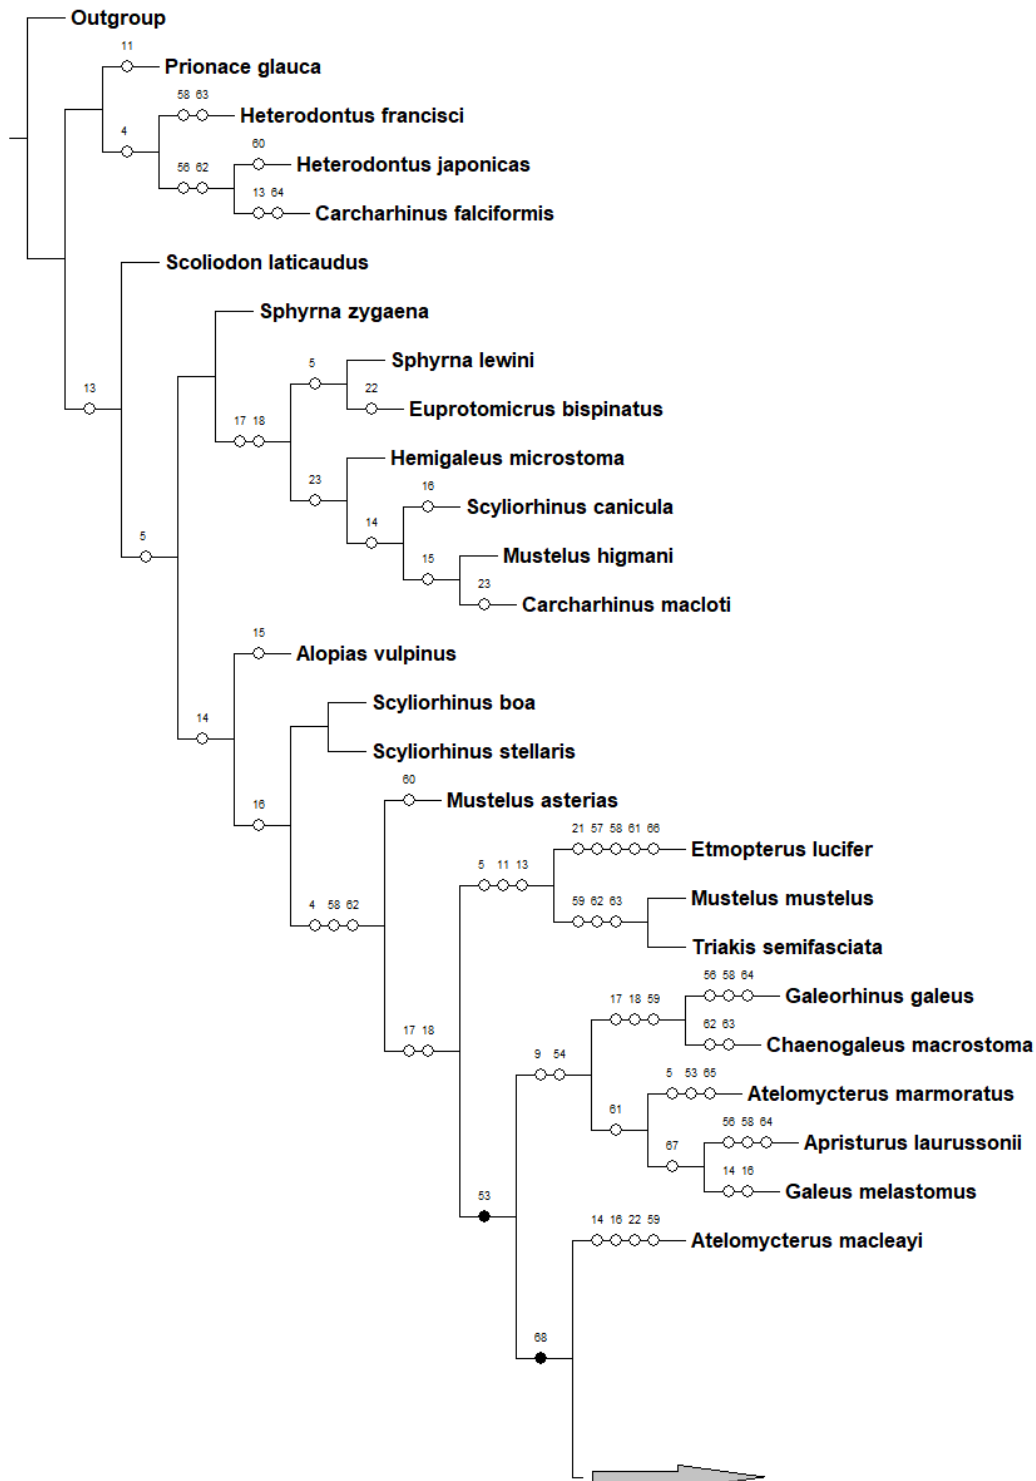 Outgroup
11
Prionace glauca
58 63
Heterodontus francisci
4
60
Heterodontus japonicas
56 62
13 64
Carcharhinus falciformis
Scoliodon laticaudus
Sphyrna zygaena
5
Sphyrna lewini
13
22
Euprotomicrus bispinatus
17 18
Hemigaleus microstoma
23
16
Scyliorhinus canicula
14
5
Mustelus higmani
15
23
Carcharhinus macloti
15
Alopias vulpinus
Scyliorhinus boa
14
Scyliorhinus stellaris
60
Mustelus asterias
16
21 57 58 61 66
Etmopterus lucifer
5 11 13
Mustelus mustelus
4 58 62
59 62 63
Triakis semifasciata
56 58 64
Galeorhinus galeus
17 18 59
17 18
62 63
Chaenogaleus macrostoma
9 54
5 53 65
Atelomycterus marmoratus
61
56 58 64
Apristurus laurussonii
67
14 16
Galeus melastomus
53
14 16 22 59
Atelomycterus macleayi
68